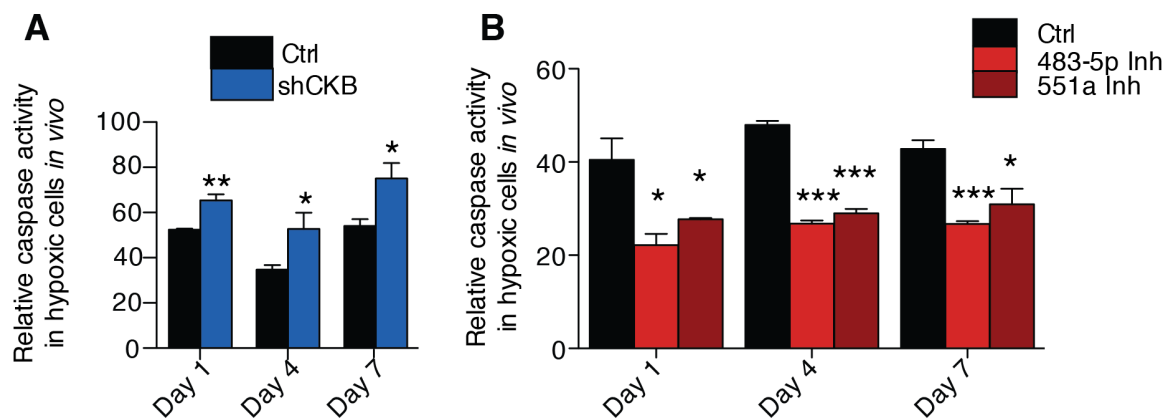 A
Ctrl
shCKB
Relative caspase activity
in hypoxic cells in vivo
100
80
60
40
20
0
**
*
*
Day 1
Day 4
Day 7
B
Ctrl
483-5p Inh
551a Inh
Relative caspase activity
in hypoxic cells in vivo
60
40
20
0
*
*
***
***
***
*
Day 1
Day 4
Day 7